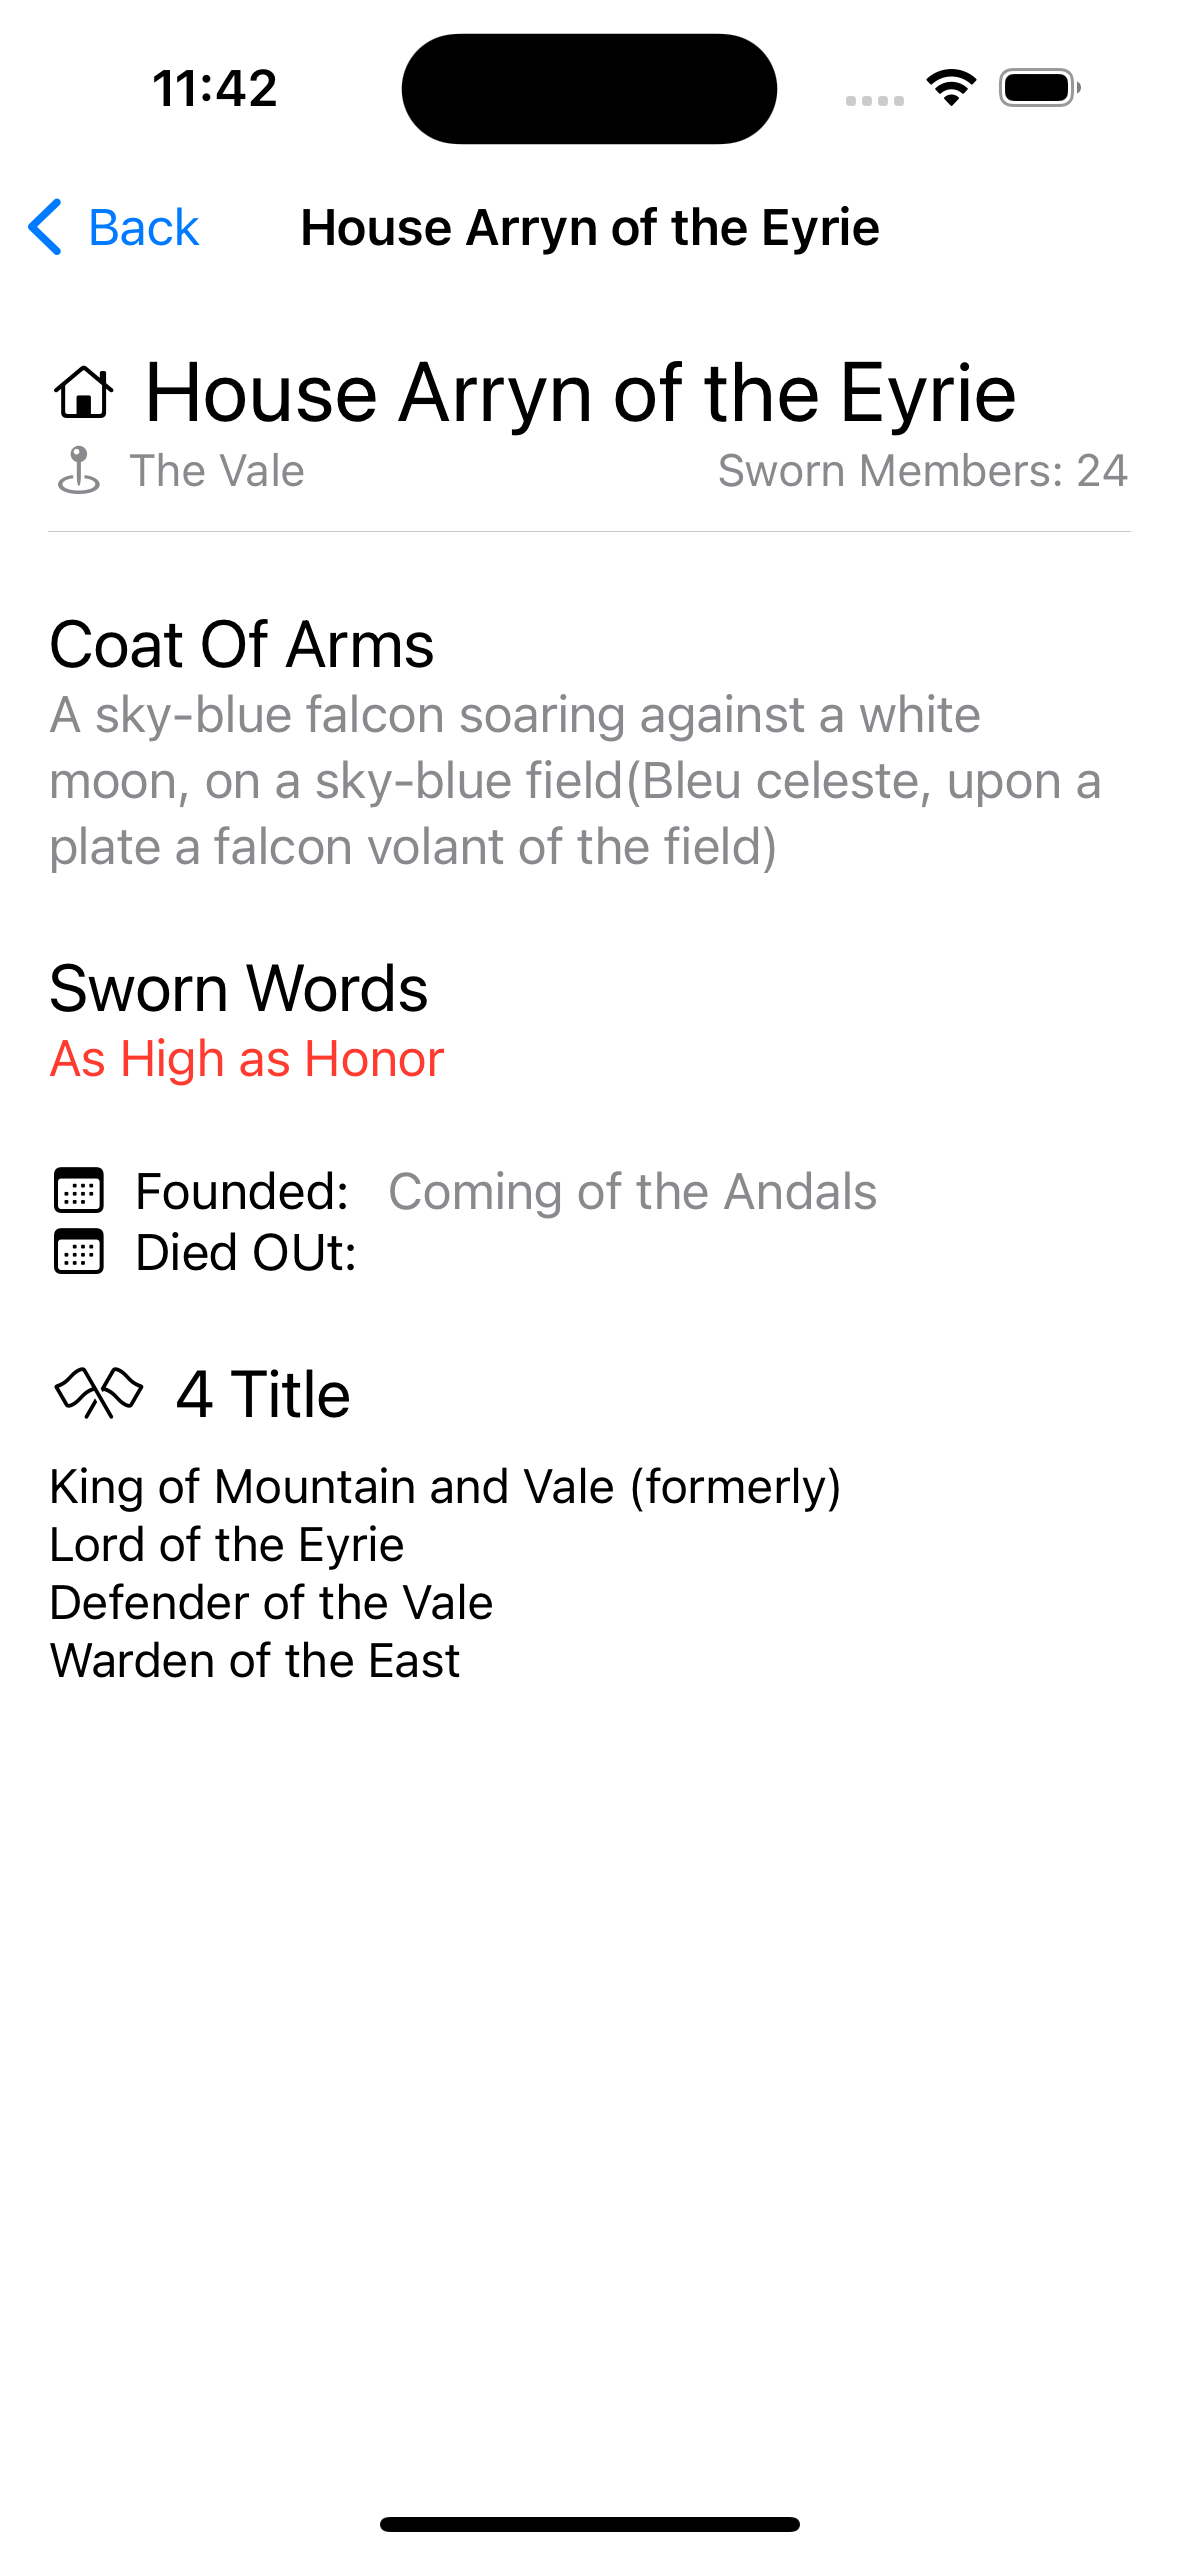 11:42
Back
House Arryn of the Eyrie
House Arryn of the Eyrie
The Vale
Sworn Members: 24
Coat Of Arms
A sky-blue falcon soaring against a white
moon, on a sky-blue field(Bleu celeste, upon a
plate a falcon volant of the field)
Sworn Words
As High as Honor
Founded: Coming of the Andals
Died OUt:
4 Title
King of Mountain and Vale (formerly)
Lord of the Eyrie
Defender of the Vale
Warden of the East